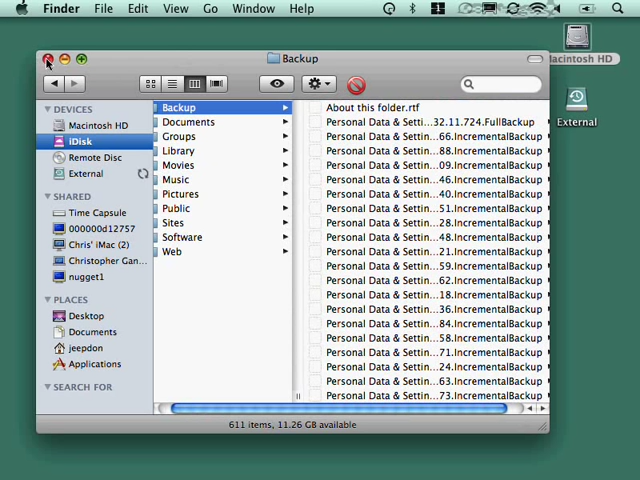 Finder File Edit View Go Window Help
Backup
Macintosh HD
External
DEVICES
Macintosh HD
iDisk
Remote Disc
External
SHARED
Time Capsule
000000d12757
Chris' iMac (2)
Christopher Gan...
nugget1
PLACES
Desktop
Documents
jeepdon
Applications
SEARCH FOR
Backup
Documents
Groups
Library
Movies
Music
Pictures
Public
Sites
Software
Web
About this folder.rtf
Personal Data & Setti...32.11.724.FullBackup
Personal Data & Settin...66.IncrementalBackup
Personal Data & Settin...88.IncrementalBackup
Personal Data & Settin...09.IncrementalBackup
Personal Data & Settin...46.IncrementalBackup
Personal Data & Settin...40.IncrementalBackup
Personal Data & Settin...51.IncrementalBackup
Personal Data & Settin...28.IncrementalBackup
Personal Data & Settin...48.IncrementalBackup
Personal Data & Settin...21.IncrementalBackup
Personal Data & Settin...59.IncrementalBackup
Personal Data & Settin...62.IncrementalBackup
Personal Data & Settin...18.IncrementalBackup
Personal Data & Settin...36.IncrementalBackup
Personal Data & Settin...84.IncrementalBackup
Personal Data & Settin...58.IncrementalBackup
Personal Data & Settin...71.IncrementalBackup
Personal Data & Settin...24.IncrementalBackup
Personal Data & Settin...63.IncrementalBackup
Personal Data & Settin...73.IncrementalBackup
611 items, 11.26 GB available